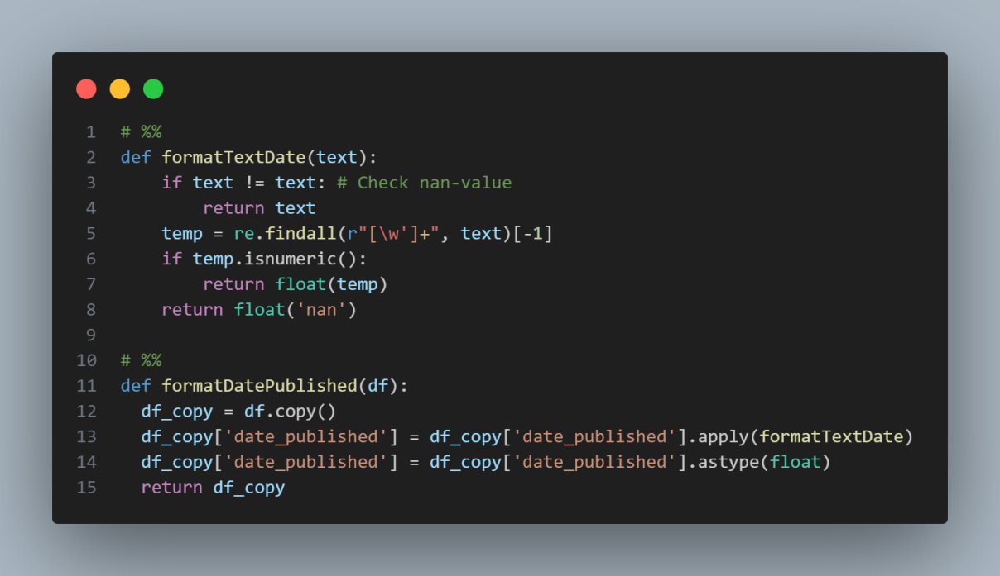 1 # %%
2 def formatTextDate(text):
3     if text != text: # Check nan-value
4         return text
5     temp = re.findall(r"[\w']+", text)[-1]
6     if temp.isnumeric():
7         return float(temp)
8     return float('nan')
9
10 # %%
11 def formatDatePublished(df):
12   df_copy = df.copy()
13   df_copy['date_published'] = df_copy['date_published'].apply(formatTextDate)
14   df_copy['date_published'] = df_copy['date_published'].astype(float)
15   return df_copy